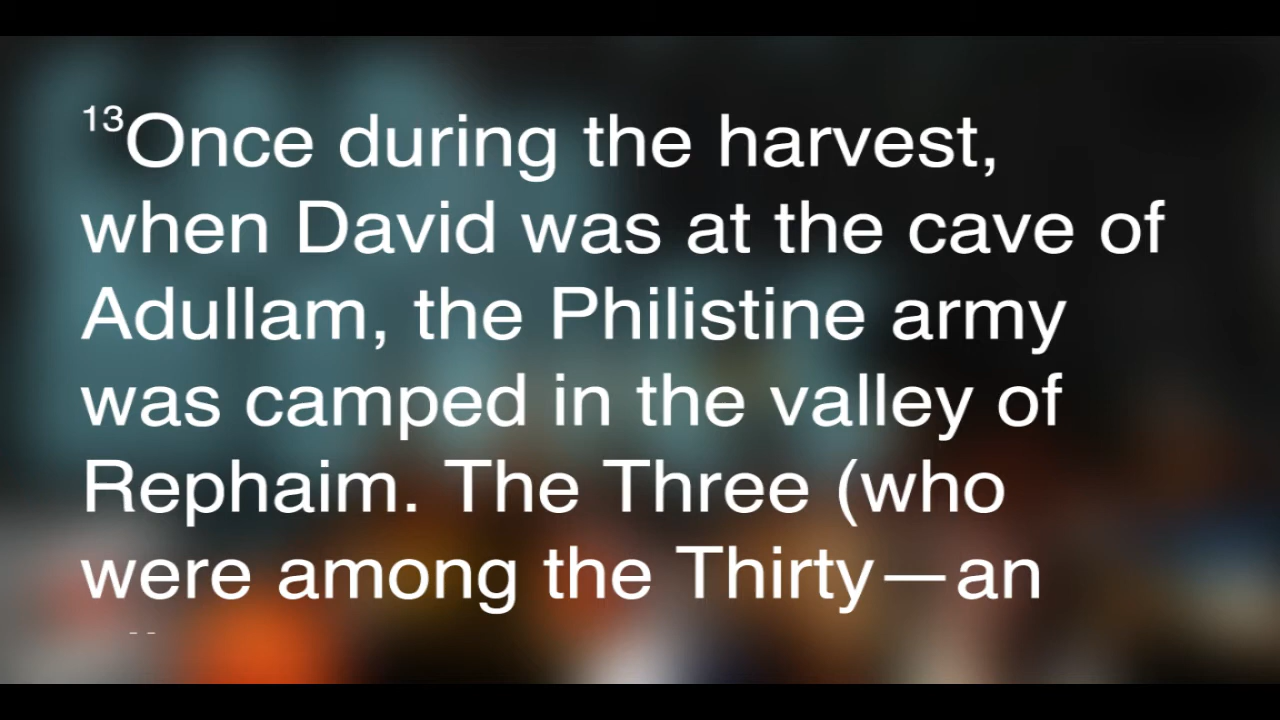 13Once during the harvest,
when David was at the cave of
Adullam, the Philistine army
was camped in the valley of
Rephaim. The Three (who
were among the Thirty—an